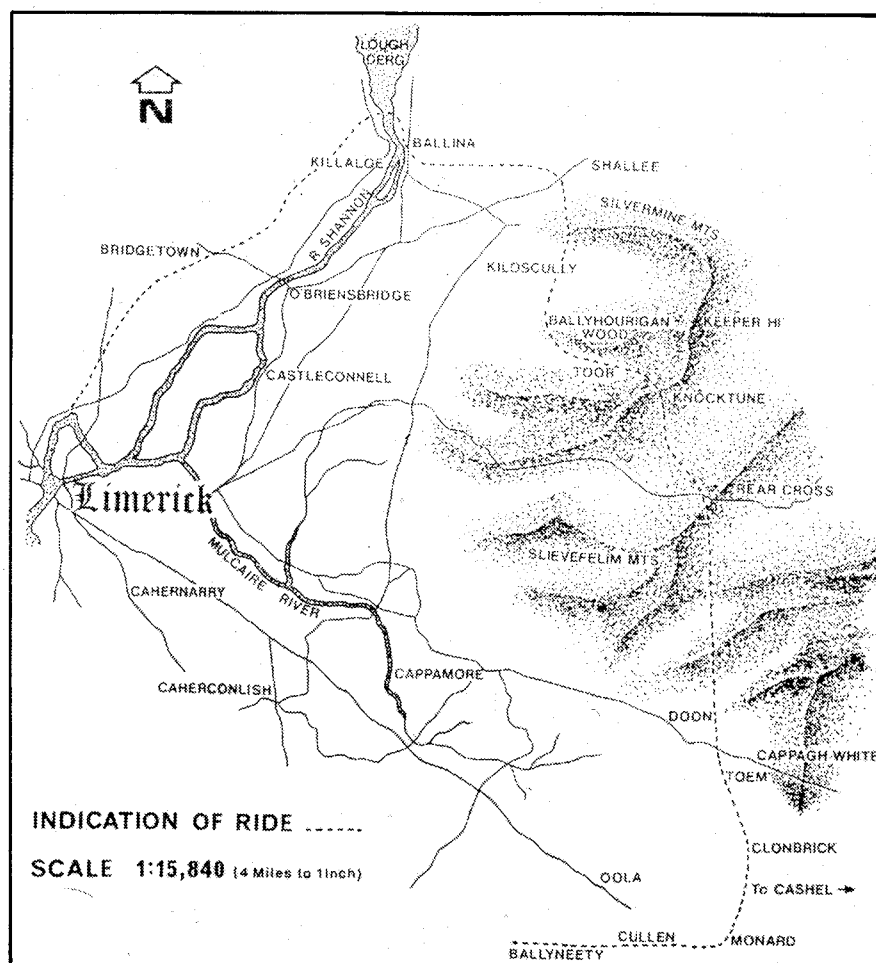 LOUGH
DERG
N
BALLINA
KILLALGE
SHALLEE
R SHANNON
SILVERMINE MTS
BRIDGETOWN
KILOSCULLY
O'BRIENSBRIDGE
BALLYHOURIGAN
WOOD
KEEPER HI
TOOR
CASTLECONNELL
KNOCKTUNE
Limerick
REAR CROSS
MULCAIRE RIVER
SLIEVEFELIM MTS
CAHERNARRY
CAPPAMORE
CAHERCONLISH
DOON
CAPPAGH-WHITE
TOEM
INDICATION OF RIDE ------
CLONBRICK
SCALE 1:15,840 (4 Miles to 1Inch)
OOLA
To CASHEL →
CULLEN
MONARD
BALLYNEETY